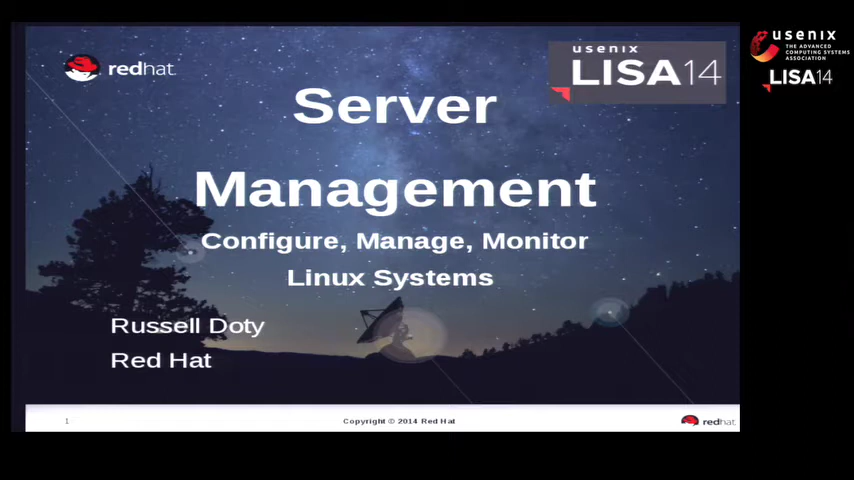 redhat.
usenix
LISA14
Server
Management
Configure, Manage, Monitor
Linux Systems
Russell Doty
Red Hat
1
Copyright © 2014 Red Hat
redhat.
usenix
THE ADVANCED
COMPUTING SYSTEMS
ASSOCIATION
LISA14